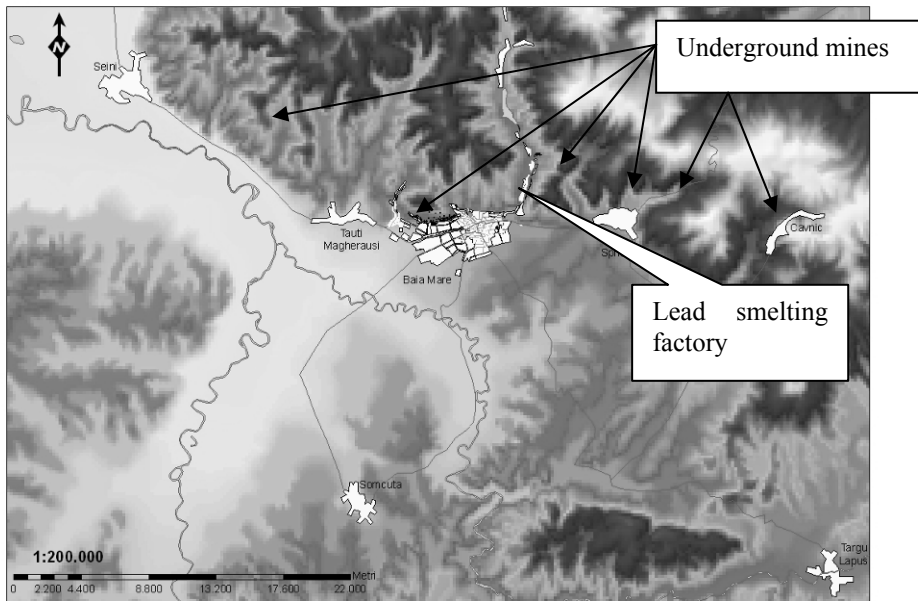 N
Underground mines
Seini
Tauti
Magherausi
Cavnic
Baia Mare
Lead smelting
factory
Somcuta
1:200.000
Metri
0 2.200 4.400 8.800 13.200 17.600 22.000
Targu
Lapus